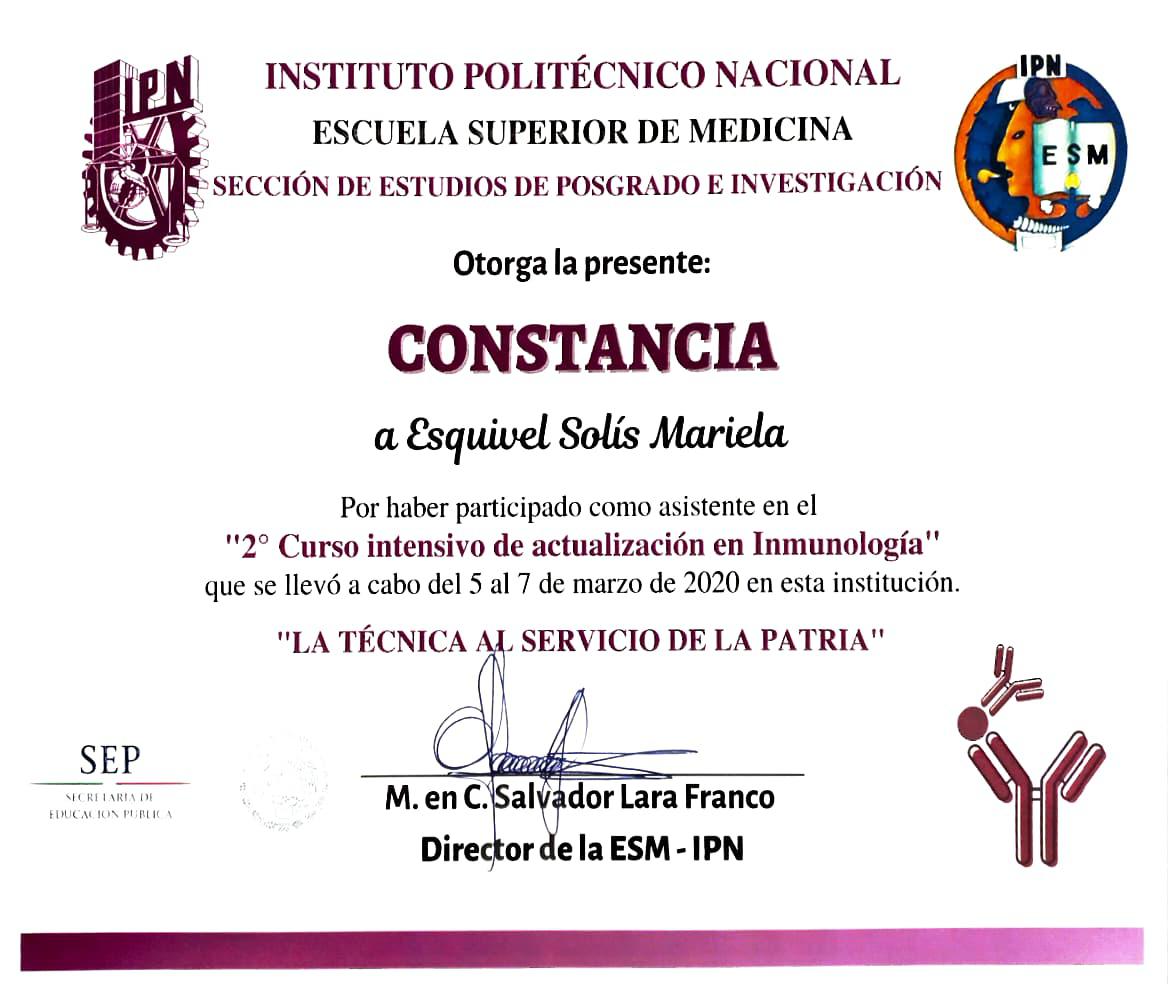 IPN
INSTITUTO POLITÉCNICO NACIONAL
IPN
ESCUELA SUPERIOR DE MEDICINA
ESM
SECCIÓN DE ESTUDIOS DE POSGRADO E INVESTIGACIÓN
Otorga la presente:
CONSTANCIA
a Esquivel Solís Mariela
Por haber participado como asistente en el
"2° Curso intensivo de actualización en Inmunología"
que se llevó a cabo del 5 al 7 de marzo de 2020 en esta institución.
"LA TÉCNICA AL SERVICIO DE LA PATRIA"
SEP
SECRETARÍA DE
EDUCACIÓN PÚBLICA
M. en C. Salvador Lara Franco
Director de la ESM - IPN